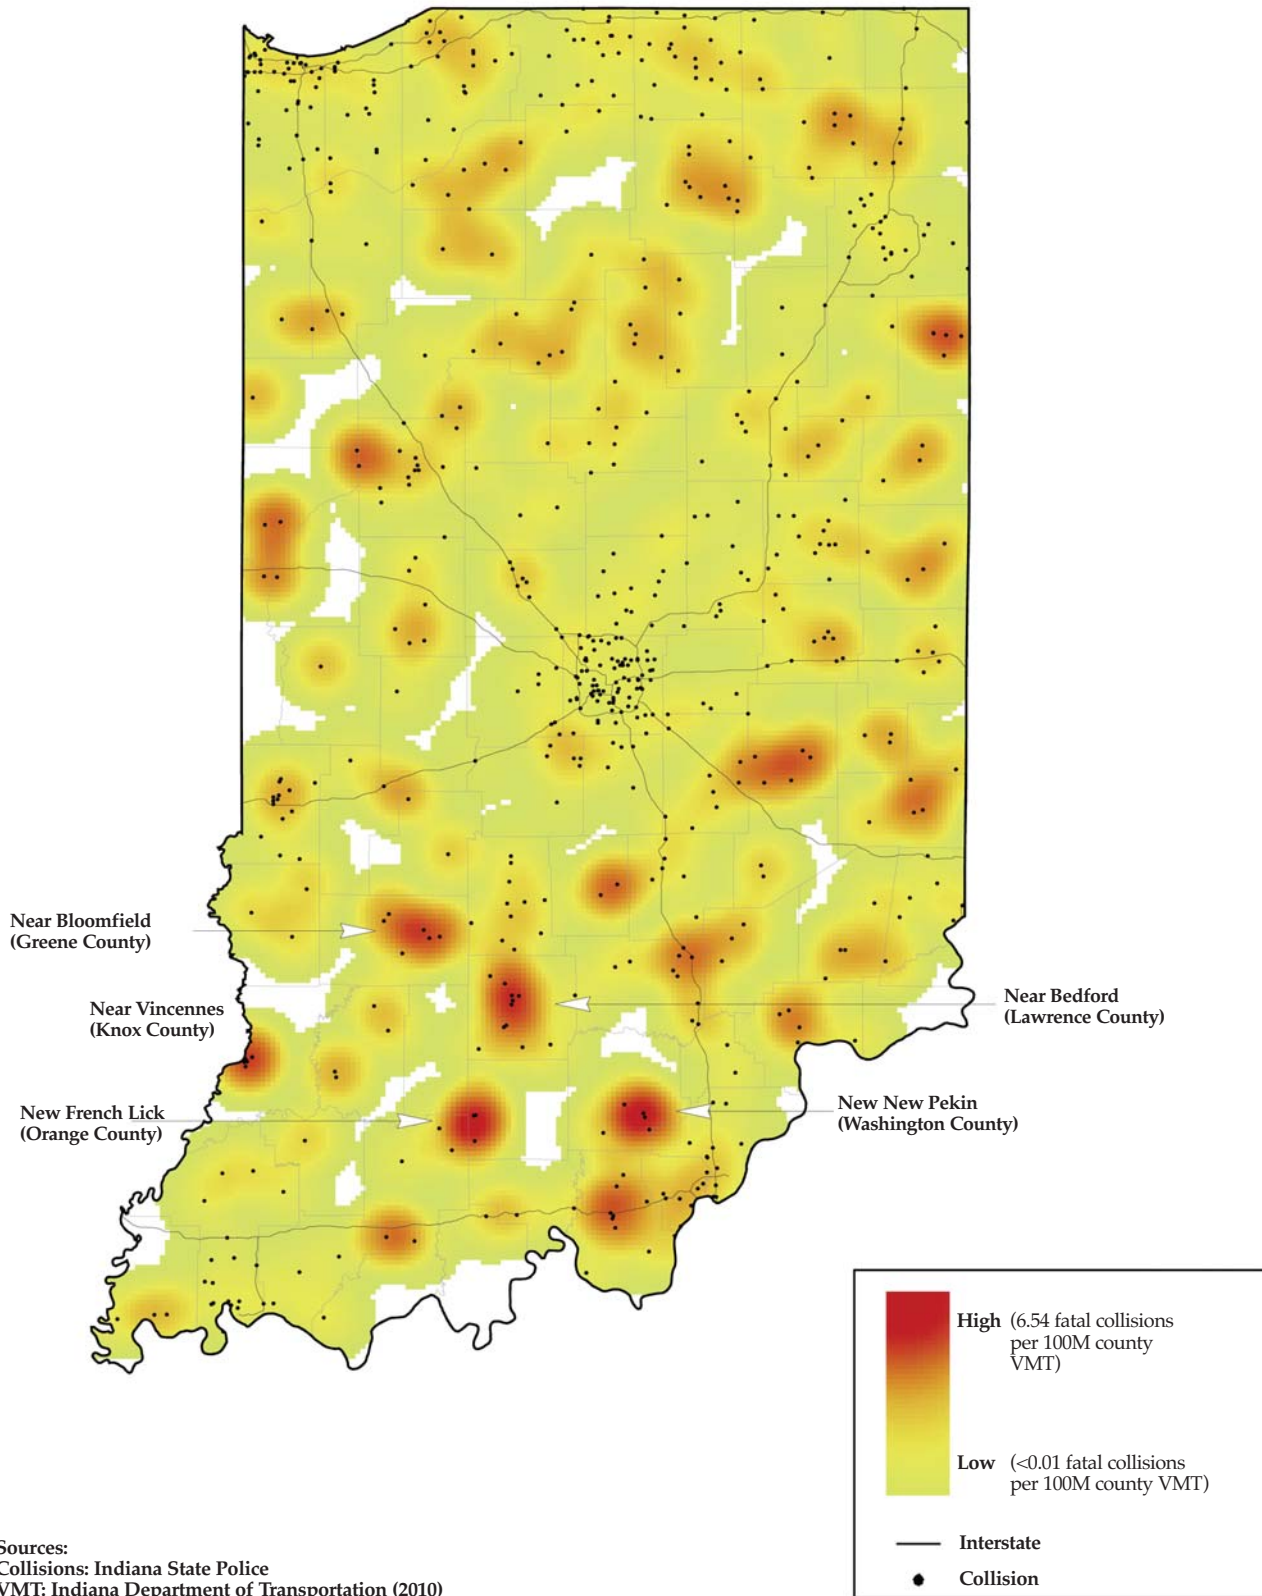 Near Bloomfield
(Greene County)
Near Vincennes
(Knox County)
Near Bedford
(Lawrence County)
New French Lick
(Orange County)
New New Pekin
(Washington County)
High (6.54 fatal collisions
per 100M county
VMT)
Low (<0.01 fatal collisions
per 100M county VMT)
Interstate
Collision
Sources:
Collisions: Indiana State Police
VMT: Indiana Department of Transportation (2010)